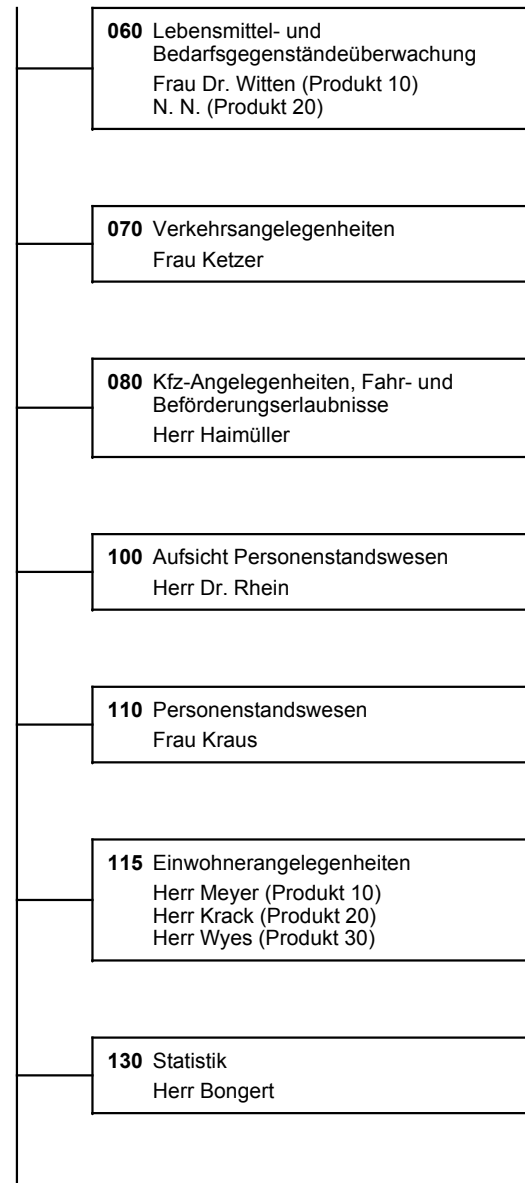 060 Lebensmittel- und
Bedarfsgegenständeüberwachung
Frau Dr. Witten (Produkt 10)
N. N. (Produkt 20)
070 Verkehrsangelegenheiten
Frau Ketzer
080 Kfz-Angelegenheiten, Fahr- und
Beförderungserlaubnisse
Herr Haimüller
100 Aufsicht Personenstandswesen
Herr Dr. Rhein
110 Personenstandswesen
Frau Kraus
115 Einwohnerangelegenheiten
Herr Meyer (Produkt 10)
Herr Krack (Produkt 20)
Herr Wyes (Produkt 30)
130 Statistik
Herr Bongert